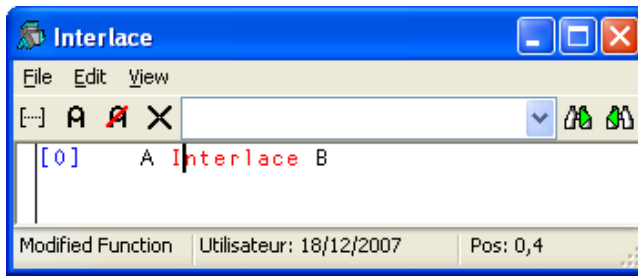 Interlace
File Edit View
[0] A Interlace B
Modified Function Utilisateur: 18/12/2007 Pos: 0,4